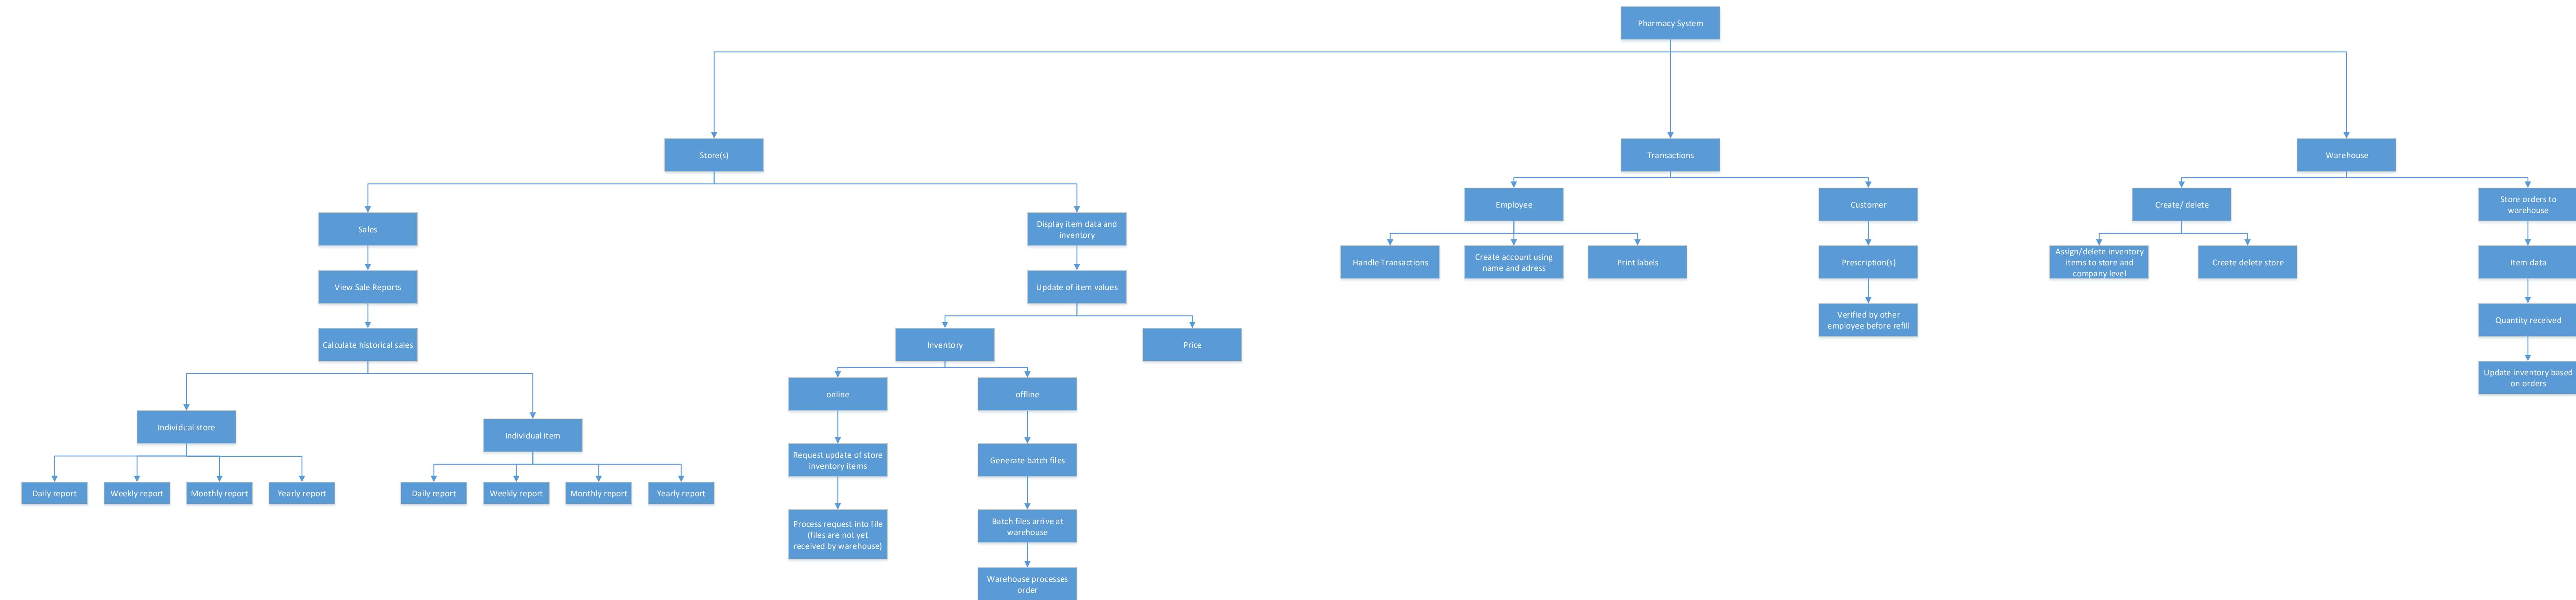 Pharmacy System
Store(s)
Transactions
Warehouse
Sales
Display item data and
inventory
Employee
Customer
Create/ delete
Store orders to
warehouse
View Sale Reports
Update of item values
Handle Transactions
Create account using
name and adress
Print labels
Prescription(s)
Assign/delete inventory
items to store and
company level
Create delete store
Item data
Calculate historical sales
Inventory
Price
Verified by other
employee before refill
Quantity received
online
offline
Update inventory based
on orders
Individual store
Individual item
Request update of store
inventory items
Generate batch files
Daily report
Weekly report
Monthly report
Yearly report
Daily report
Weekly report
Monthly report
Yearly report
Process request into file
(files are not yet
received by warehouse)
Batch files arrive at
warehouse
Warehouse processes
order